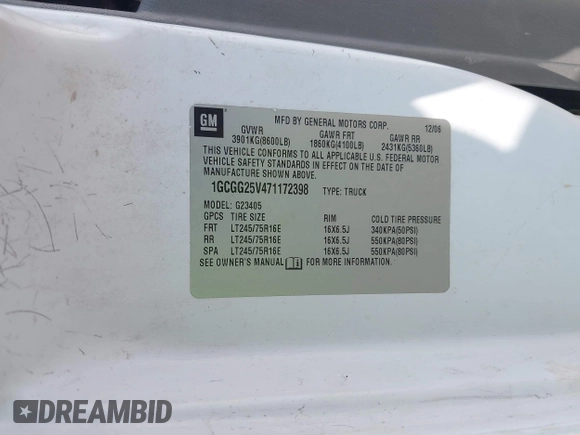 GM
MFD BY GENERAL MOTORS CORP. 12/06
GVWR GAWR FRT GAWR RR
3901KG(8600LB) 1860KG(4100LB) 2431KG(5360LB)
THIS VEHICLE CONFORMS TO ALL APPLICABLE U.S. FEDERAL MOTOR
VEHICLE SAFETY STANDARDS IN EFFECT ON THE DATE OF
MANUFACTURE SHOWN ABOVE.
1GCGG25V471172398 TYPE: TRUCK
MODEL: G23405
GPCS TIRE SIZE RIM COLD TIRE PRESSURE
FRT LT245/75R16E 16X6.5J 340KPA(50PSI)
RR LT245/75R16E 16X6.5J 550KPA(80PSI)
SPA LT245/75R16E 16X6.5J 550KPA(80PSI)
SEE OWNER'S MANUAL FOR MORE INFORMATION.
DREAMBID